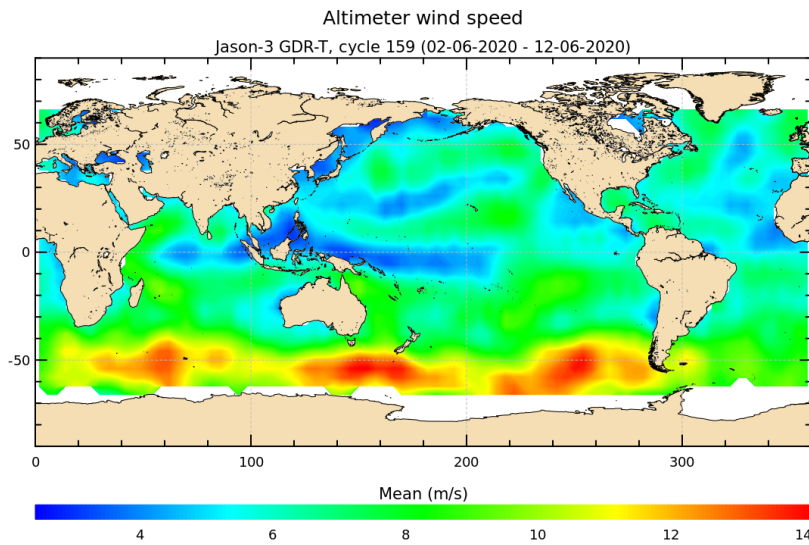 Altimeter wind speed
Jason-3 GDR-T, cycle 159 (02-06-2020 - 12-06-2020)
50
0
-50
0 100 200 300
Mean (m/s)
4 6 8 10 12 14